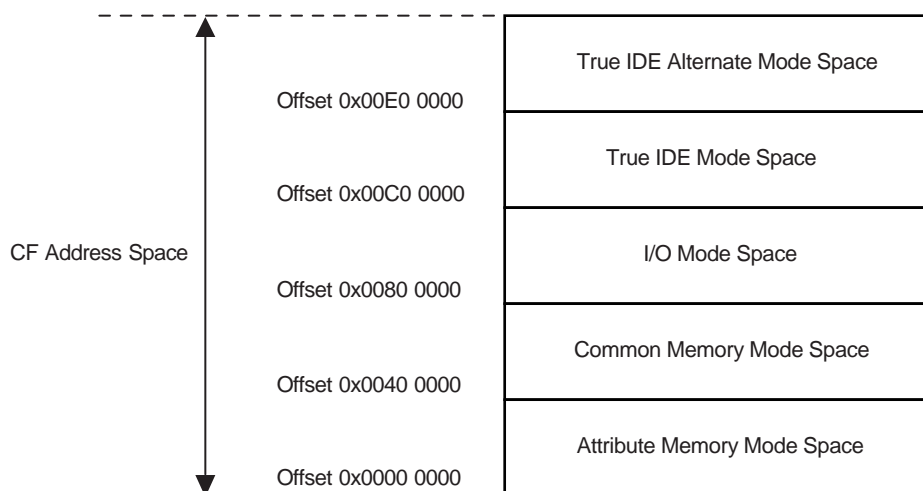 True IDE Alternate Mode Space
Offset 0x00E0 0000
True IDE Mode Space
Offset 0x00C0 0000
CF Address Space
I/O Mode Space
Offset 0x0080 0000
Common Memory Mode Space
Offset 0x0040 0000
Attribute Memory Mode Space
Offset 0x0000 0000